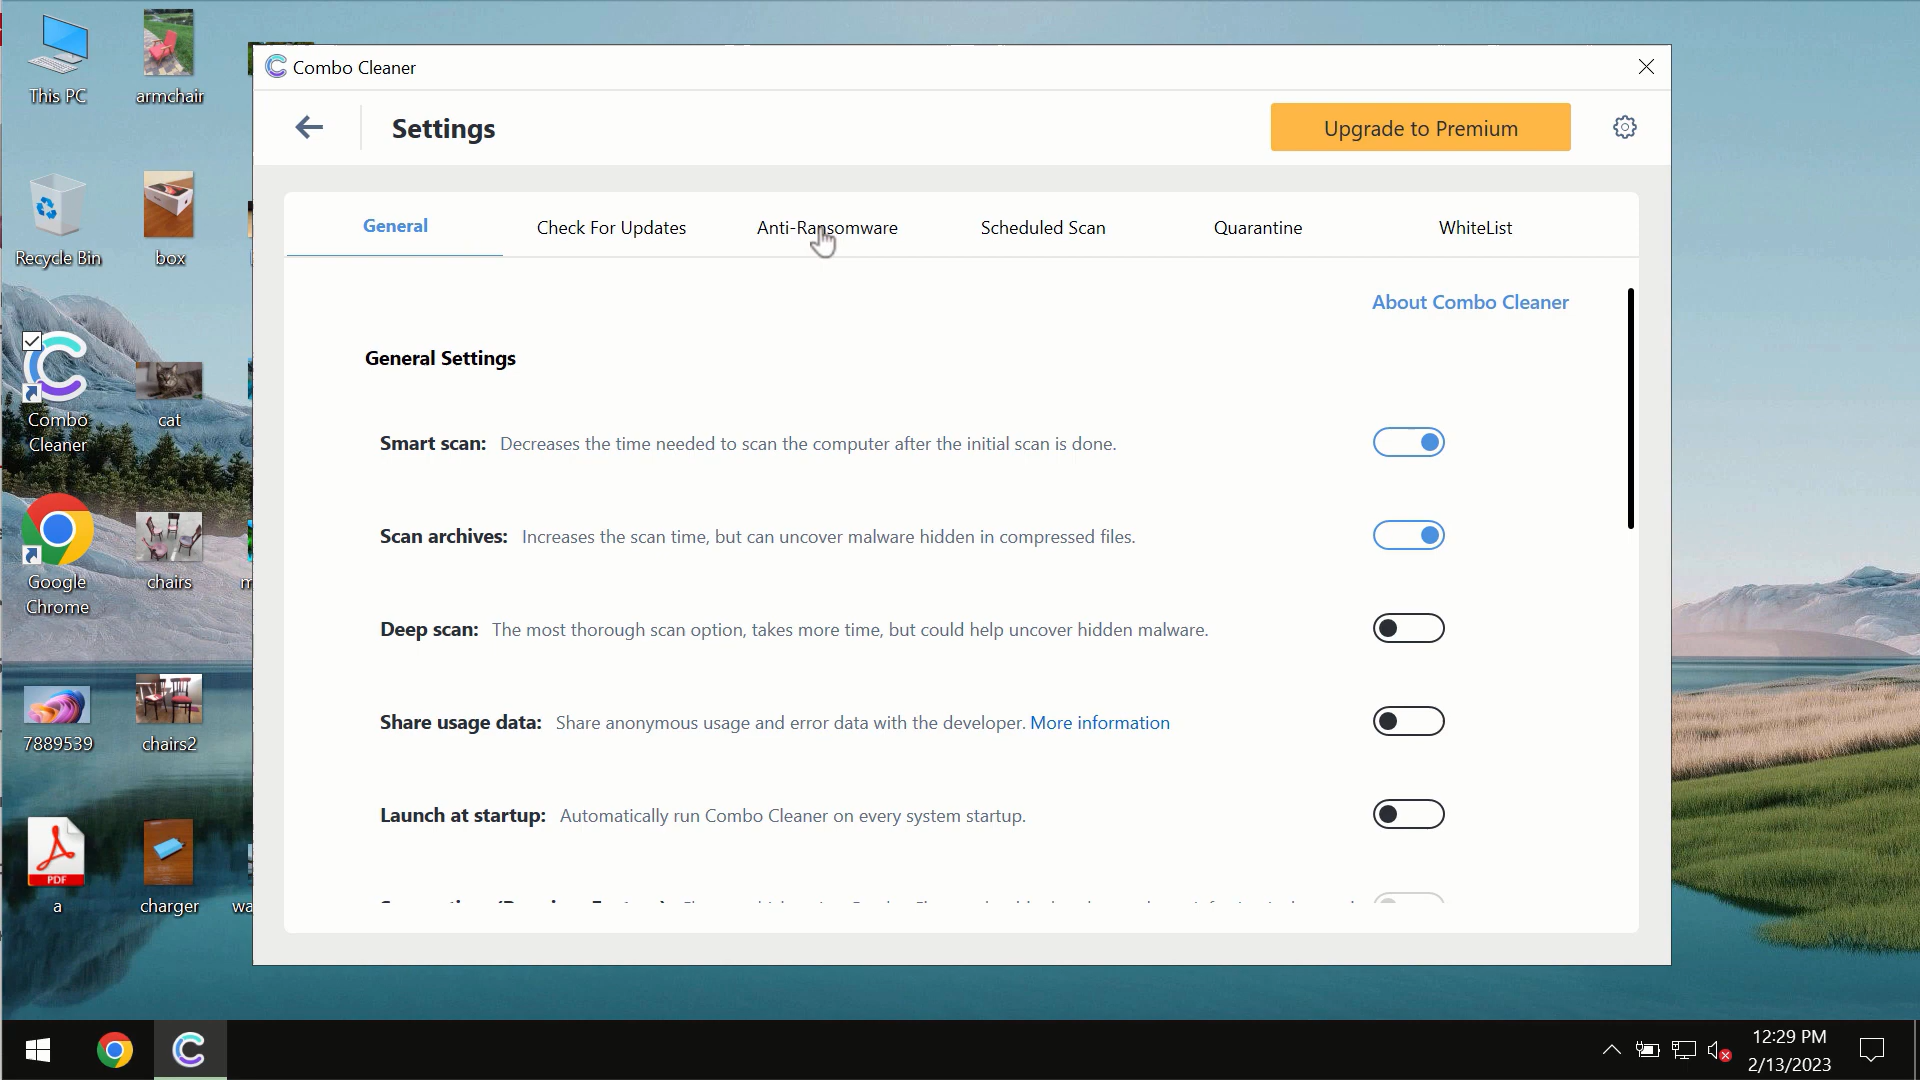 This PC
armchair
Recycle Bin
box
Combo
Cleaner
cat
Google
Chrome
chairs
7889539
chairs2
PDF
a
charger
wa
Combo Cleaner
Settings
Upgrade to Premium
General
Check For Updates
Anti-Ransomware
Scheduled Scan
Quarantine
WhiteList
About Combo Cleaner
General Settings
Smart scan: Decreases the time needed to scan the computer after the initial scan is done.
Scan archives: Increases the scan time, but can uncover malware hidden in compressed files.
Deep scan: The most thorough scan option, takes more time, but could help uncover hidden malware.
Share usage data: Share anonymous usage and error data with the developer. More information
Launch at startup: Automatically run Combo Cleaner on every system startup.
12:29 PM
2/13/2023